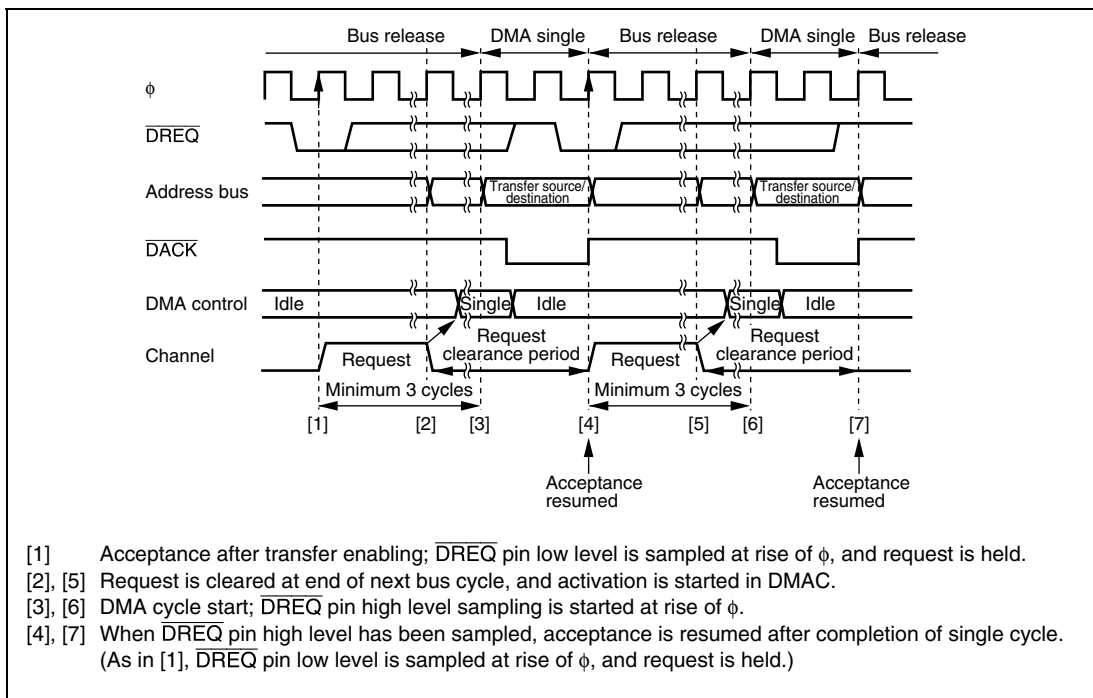 Bus release DMA single Bus release DMA single Bus release
ϕ
DREQ
Address bus Transfer source/ destination Transfer source/ destination
DACK
DMA control Idle Single Idle Single Idle
Channel Request Request clearance period Request Request clearance period
Minimum 3 cycles Minimum 3 cycles
[1] [2] [3] [4] [5] [6] [7]
Acceptance resumed Acceptance resumed
[1] Acceptance after transfer enabling; DREQ pin low level is sampled at rise of ϕ, and request is held.
[2], [5] Request is cleared at end of next bus cycle, and activation is started in DMAC.
[3], [6] DMA cycle start; DREQ pin high level sampling is started at rise of ϕ.
[4], [7] When DREQ pin high level has been sampled, acceptance is resumed after completion of single cycle.
(As in [1], DREQ pin low level is sampled at rise of ϕ, and request is held.)